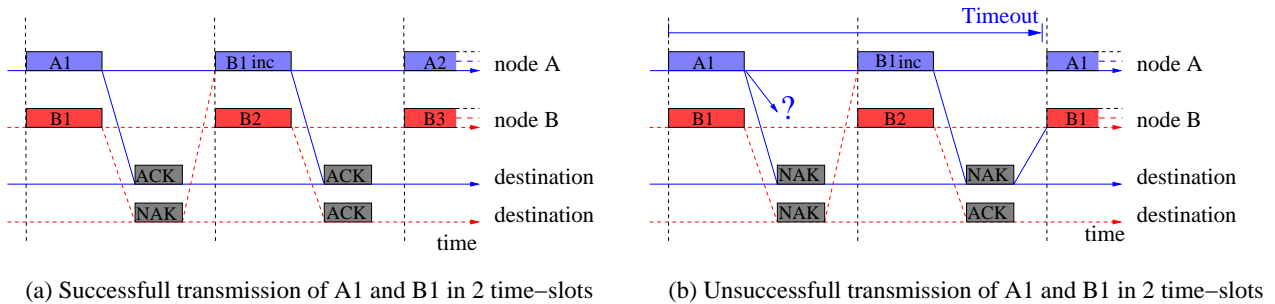 Timeout
A1
B1 inc
A2
node A
B1
B2
B3
node B
ACK
ACK
destination
NAK
ACK
destination
time
(a) Successfull transmission of A1 and B1 in 2 time-slots
A1
B1 inc
A1
node A
?
B1
B2
B1
node B
NAK
NAK
destination
NAK
ACK
destination
time
(b) Unsuccessfull transmission of A1 and B1 in 2 time-slots